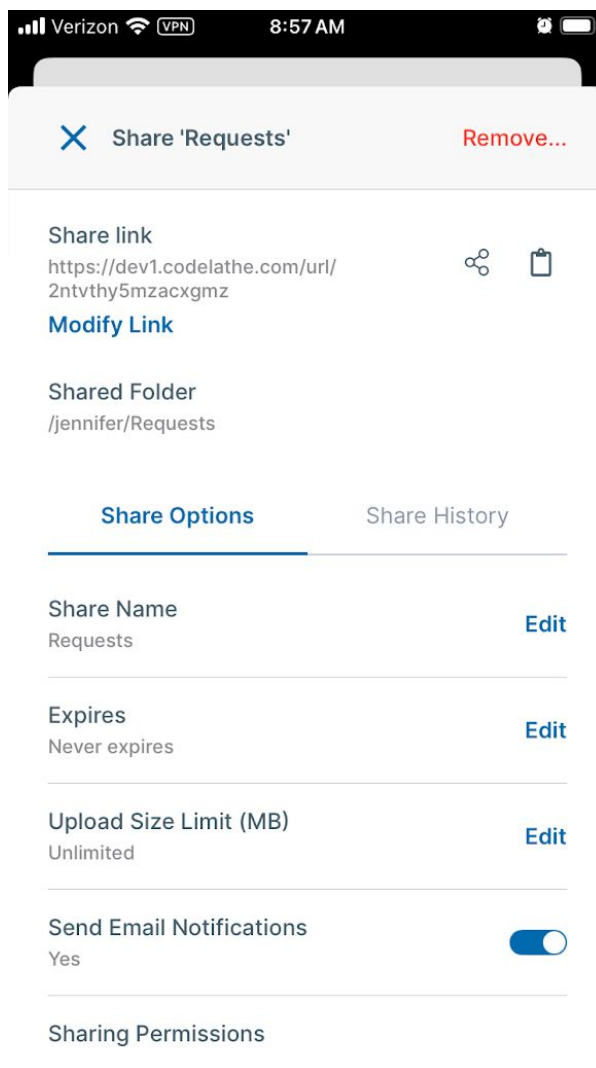 Verizon VPN 8:57 AM
Share 'Requests' Remove...
Share link
https://dev1.codelathe.com/url/
2ntvthy5mzacxgmz
Modify Link
Shared Folder
/jennifer/Requests
Share Options Share History
Share Name
Requests
Edit
Expires
Never expires
Edit
Upload Size Limit (MB)
Unlimited
Edit
Send Email Notifications
Yes
Sharing Permissions